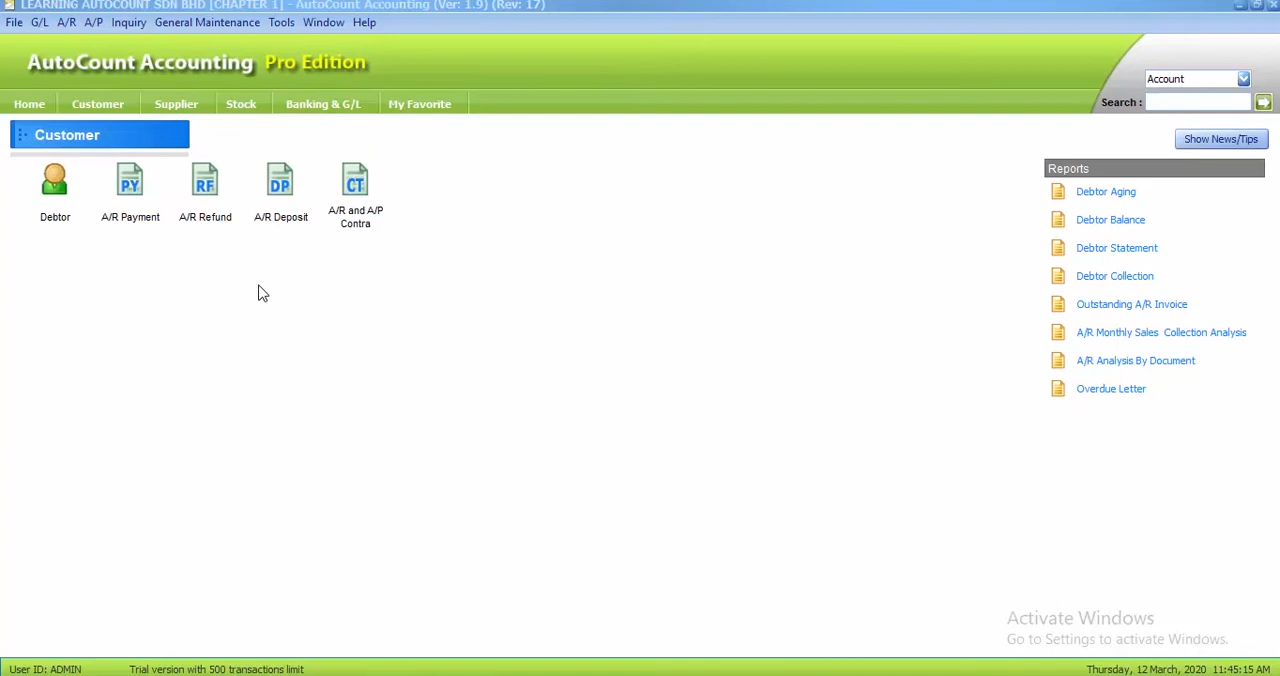 LEARNING AUTOCOUNT SDN BHD [CHAPTER 1] - AutoCount Accounting (Ver: 1.9) (Rev: 17)
File G/L A/R A/P Inquiry General Maintenance Tools Window Help
AutoCount Accounting Pro Edition
Account
Search :
Home Customer Supplier Stock Banking & G/L My Favorite
Customer
Show News/Tips
PY RF DP CT
Debtor A/R Payment A/R Refund A/R Deposit A/R and A/P
Contra
Reports
Debtor Aging
Debtor Balance
Debtor Statement
Debtor Collection
Outstanding A/R Invoice
A/R Monthly Sales Collection Analysis
A/R Analysis By Document
Overdue Letter
Activate Windows
Go to Settings to activate Windows.
User ID: ADMIN Trial version with 500 transactions limit Thursday, 12 March, 2020 11:45:15 AM